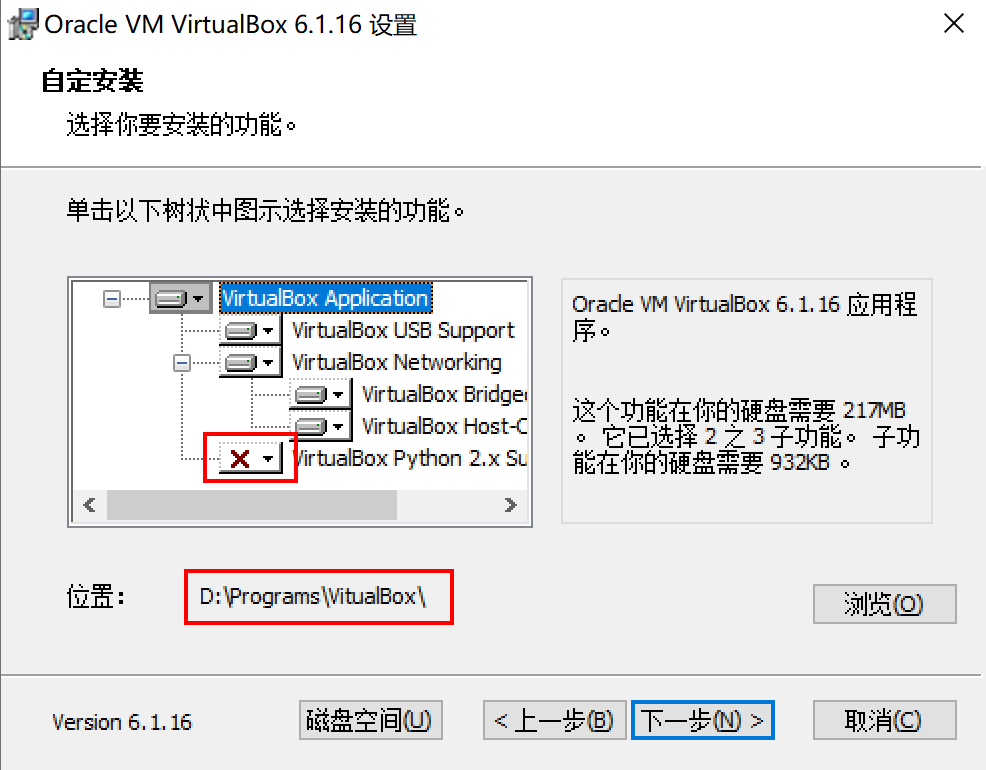 Oracle VM VirtualBox 6.1.16 设置
自定安装
选择你要安装的功能。
单击以下树状中图示选择安装的功能。
VirtualBox Application
VirtualBox USB Support
VirtualBox Networking
VirtualBox Bridge
VirtualBox Host-C
VirtualBox Python 2.x Su
Oracle VM VirtualBox 6.1.16 应用程
序。
这个功能在你的硬盘需要 217MB
。 它已选择 2 之 3 子功能。 子功
能在你的硬盘需要 932KB 。
位置：
D:\Programs\VitualBox\
浏览(O)
Version 6.1.16
磁盘空间(U)
< 上一步(B)
下一步(N) >
取消(C)